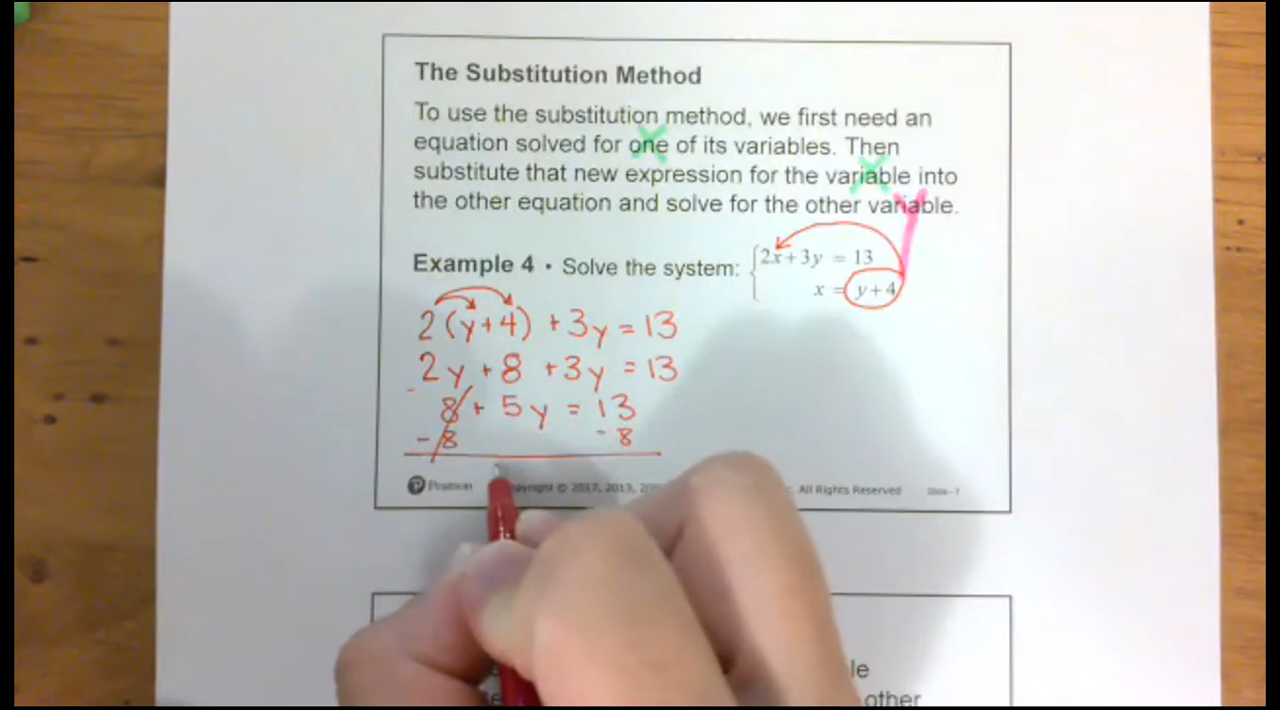 The Substitution Method
To use the substitution method, we first need an
equation solved for one of its variables. Then
substitute that new expression for the variable into
the other equation and solve for the other variable.
Example 4 • Solve the system: { 2x+3y = 13
x = y+4
2(y+4) + 3y = 13
2y + 8 + 3y = 13
8 + 5y = 13
- 8 - 8
P Pearson Copyright © 2017, 2013, All Rights Reserved
le
other